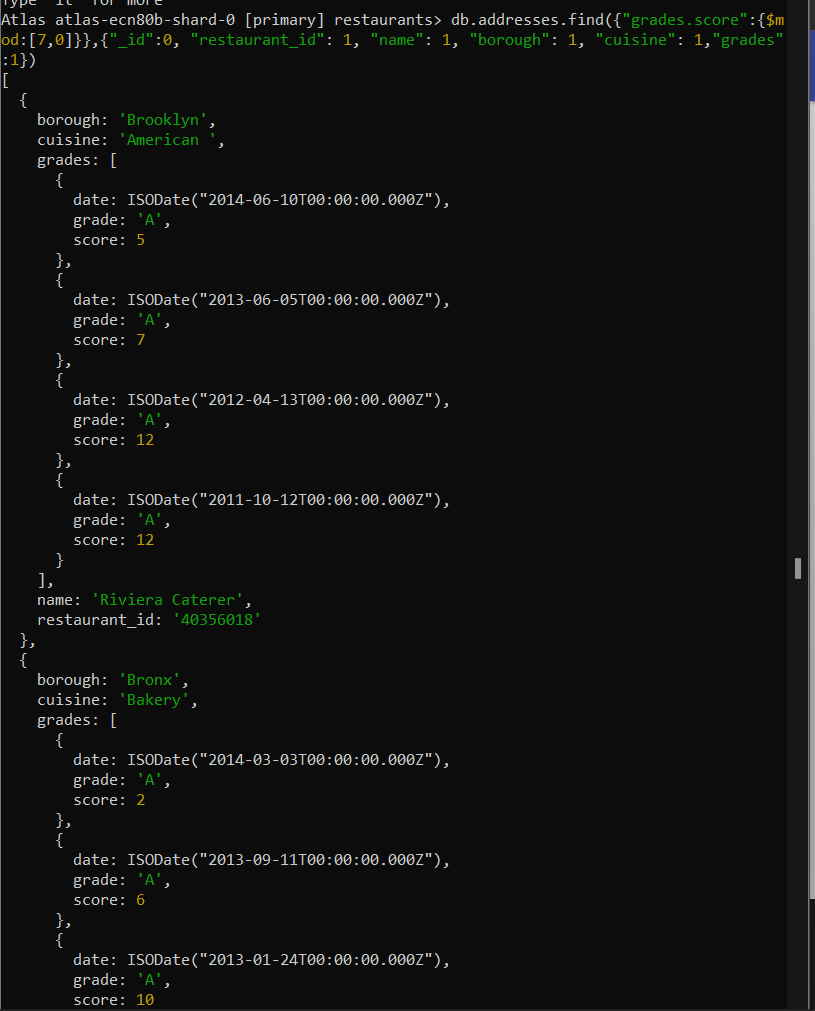 Type "it" for more
Atlas atlas-ecn80b-shard-0 [primary] restaurants> db.addresses.find({"grades.score":{$m
od:[7,0]}},{"_id":0, "restaurant_id": 1, "name": 1, "borough": 1, "cuisine": 1,"grades"
:1})
[
  {
    borough: 'Brooklyn',
    cuisine: 'American ',
    grades: [
      {
        date: ISODate("2014-06-10T00:00:00.000Z"),
        grade: 'A',
        score: 5
      },
      {
        date: ISODate("2013-06-05T00:00:00.000Z"),
        grade: 'A',
        score: 7
      },
      {
        date: ISODate("2012-04-13T00:00:00.000Z"),
        grade: 'A',
        score: 12
      },
      {
        date: ISODate("2011-10-12T00:00:00.000Z"),
        grade: 'A',
        score: 12
      }
    ],
    name: 'Riviera Caterer',
    restaurant_id: '40356018'
  },
  {
    borough: 'Bronx',
    cuisine: 'Bakery',
    grades: [
      {
        date: ISODate("2014-03-03T00:00:00.000Z"),
        grade: 'A',
        score: 2
      },
      {
        date: ISODate("2013-09-11T00:00:00.000Z"),
        grade: 'A',
        score: 6
      },
      {
        date: ISODate("2013-01-24T00:00:00.000Z"),
        grade: 'A',
        score: 10